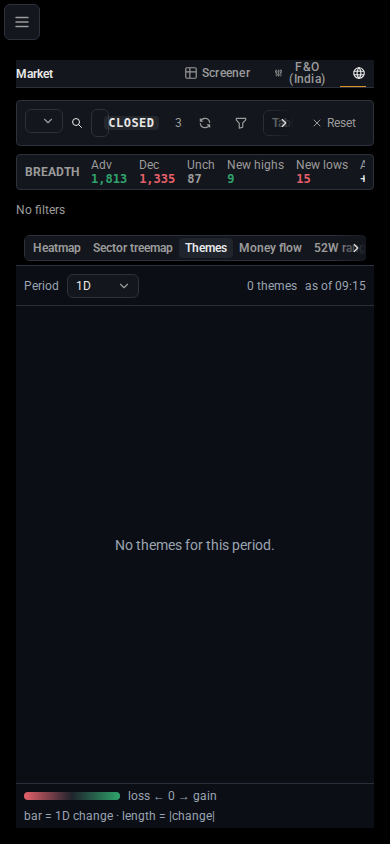 Market
Screener
F&O
(India)
CLOSED
3
Reset
BREADTH
Adv
1,813
Dec
1,335
Unch
87
New highs
9
New lows
15
No filters
Heatmap
Sector treemap
Themes
Money flow
52W
Period
1D
0 themes
as of 09:15
No themes for this period.
loss ← 0 → gain
bar = 1D change · length = |change|